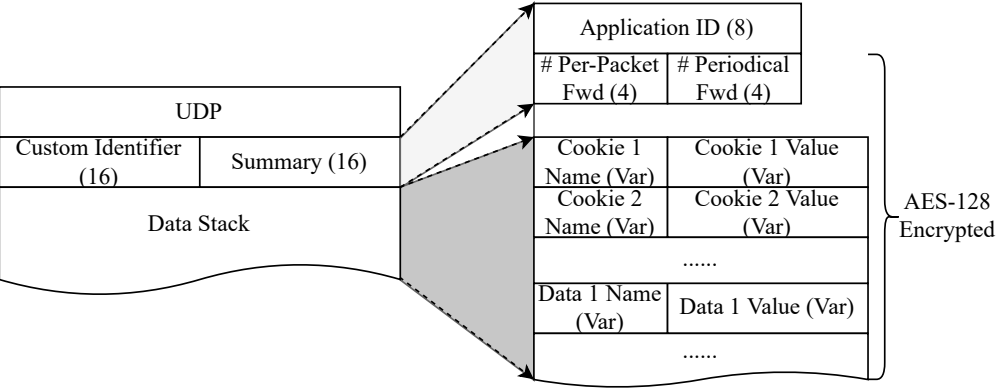 UDP
Custom Identifier
(16)
Summary (16)
Data Stack
Application ID (8)
# Per-Packet
Fwd (4)
# Periodical
Fwd (4)
Cookie 1
Name (Var)
Cookie 1 Value
(Var)
Cookie 2
Name (Var)
Cookie 2 Value
(Var)
......
Data 1 Name
(Var)
Data 1 Value (Var)
......
AES-128
Encrypted